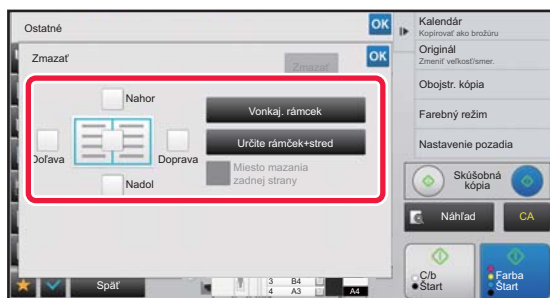 Ostatné
OK
Zmazať
Zmazať
OK
Nahor
Doľava
Doprava
Nadol
Vonkaj. rámcek
Určite rámček+stred
Miesto mazania
zadnej strany
Späť
3 B4
4 A3
A4
Kalendár
Kopírovať ako brožúru
Originál
Zmeniť veľkosť/smer.
Obojstr. kópia
Farebný režim
Nastavenie pozadia
Skúšobná
kópia
Náhľad
CA
C/b
Štart
Farba
Štart